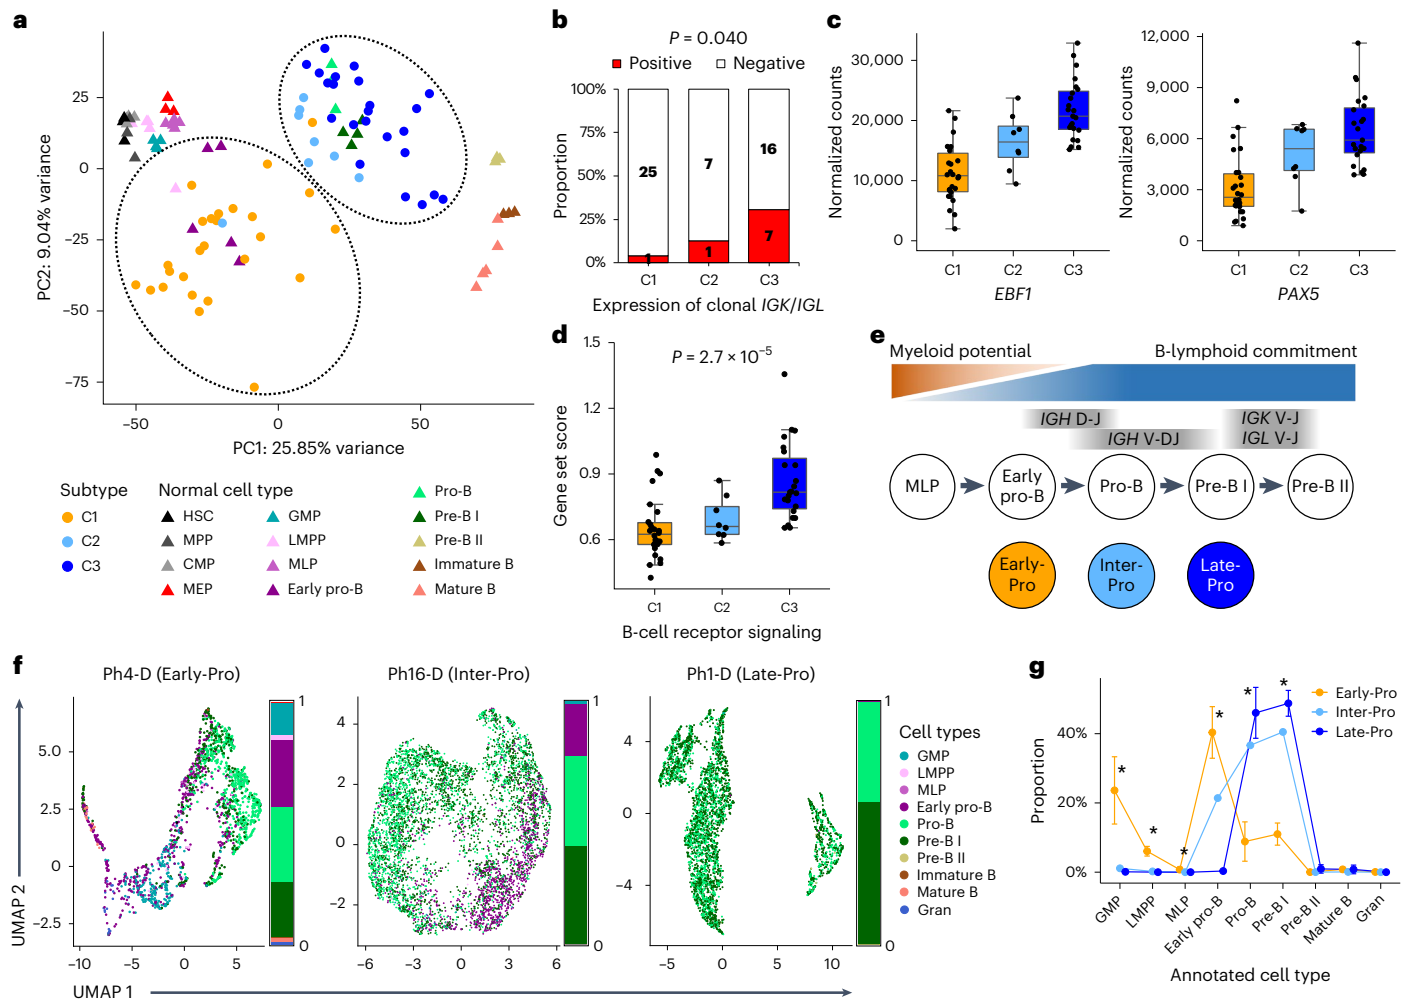 a
PC2: 9.04% variance
25
0
−25
−50
−75
−50
0
50
PC1: 25.85% variance
Subtype
C1
C2
C3
Normal cell type
HSC
MPP
CMP
MEP
GMP
LMPP
MLP
Early pro-B
Pro-B
Pre-B I
Pre-B II
Immature B
Mature B
b
P = 0.040
Positive
Negative
Proportion
100%
75%
50%
25%
0%
25
7
16
1
1
7
C1
C2
C3
Expression of clonal IGK/IGL
c
Normalized counts
30,000
20,000
10,000
0
C1
C2
C3
EBF1
Normalized counts
12,000
9,000
6,000
3,000
0
C1
C2
C3
PAX5
d
P = 2.7 × 10−5
Gene set score
1.5
1.2
0.9
0.6
C1
C2
C3
B-cell receptor signaling
e
Myeloid potential
B-lymphoid commitment
IGH D-J
IGH V-DJ
IGK V-J
IGL V-J
MLP
Early
pro-B
Pro-B
Pre-B I
Pre-B II
Early-
Pro
Inter-
Pro
Late-
Pro
f
UMAP 2
Ph4-D (Early-Pro)
5.0
2.5
0
−2.5
−10
−5
0
5
1
0
Ph16-D (Inter-Pro)
4
2
0
−2
−6
−3
0
3
6
1
0
Ph1-D (Late-Pro)
4
0
−4
−5
0
5
10
1
0
UMAP 1
Cell types
GMP
LMPP
MLP
Early pro-B
Pro-B
Pre-B I
Pre-B II
Immature B
Mature B
Gran
g
Proportion
40%
20%
0%
*
*
*
*
*
*
Early-Pro
Inter-Pro
Late-Pro
GMP
LMPP
MLP
Early pro-B
Pro-B
Pre-B I
Pre-B II
Mature B
Gran
Annotated cell type